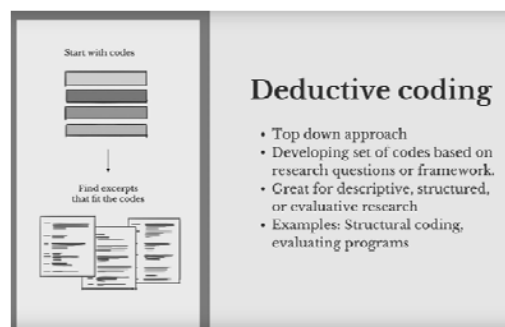 Start with codes
Find excerpts
that fit the codes
Deductive coding
• Top down approach
• Developing set of codes based on
research questions or framework.
• Great for descriptive, structured,
or evaluative research
• Examples: Structural coding,
evaluating programs